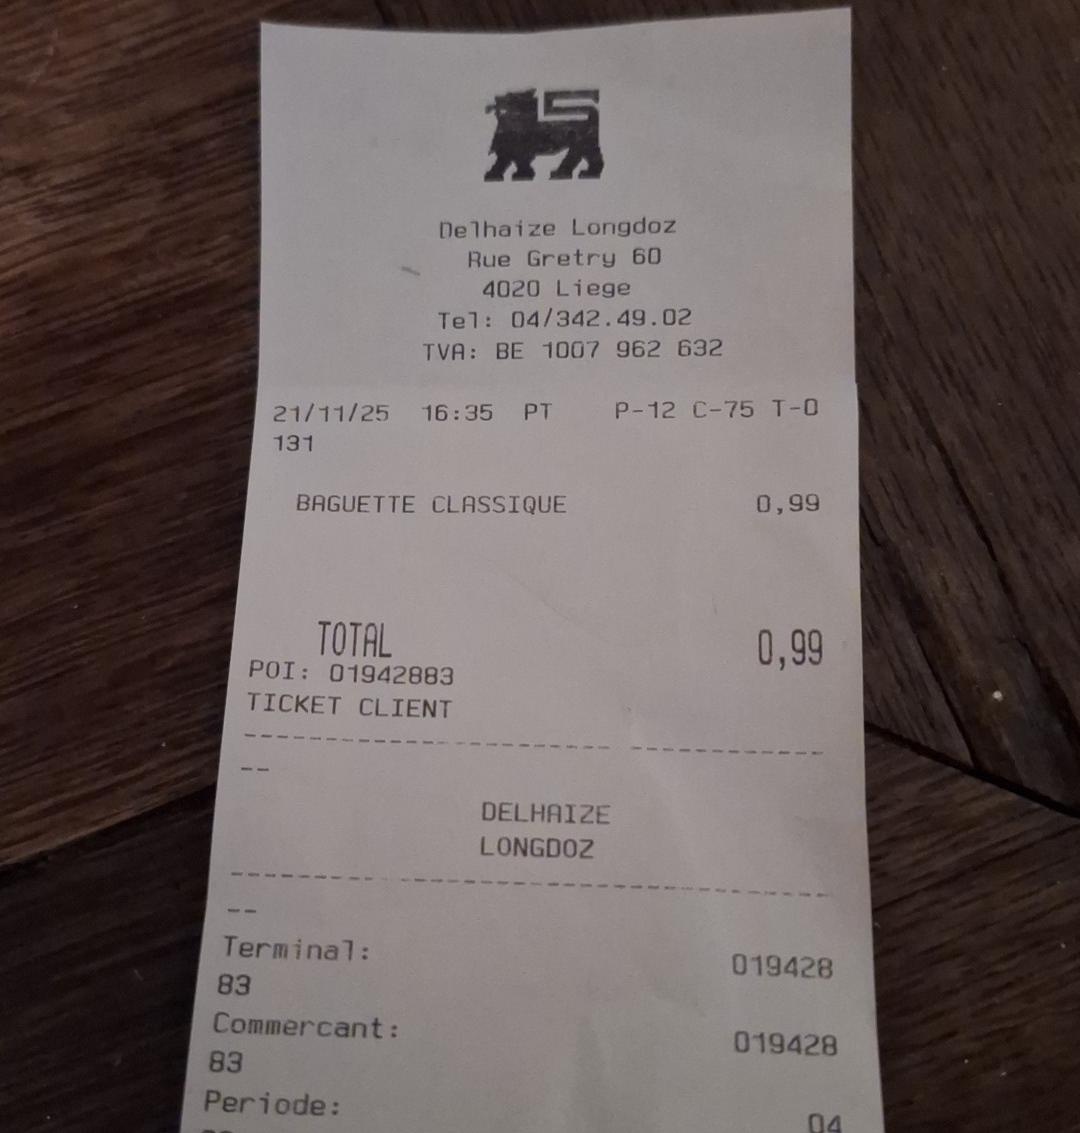 Delhaize Longdoz
Rue Gretry 60
4020 Liege
Tel: 04/342.49.02
TVA: BE 1007 962 632
21/11/25 16:35 PT P-12 C-75 T-0
131
BAGUETTE CLASSIQUE 0,99
TOTAL 0,99
POI: 01942883
TICKET CLIENT
--------------------------------------
--
DELHAIZE
LONGDOZ
--------------------------------------
--
Terminal: 019428
83
Commercant: 019428
83
Periode: 04